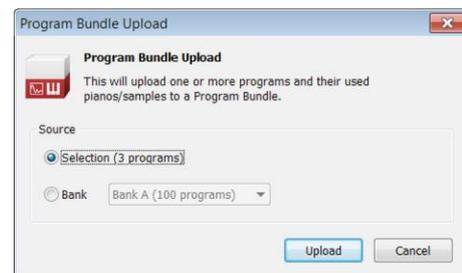 Program Bundle Upload
Program Bundle Upload
This will upload one or more programs and their used
pianos/samples to a Program Bundle.
Source
Selection (3 programs)
Bank Bank A (100 programs)
Upload Cancel